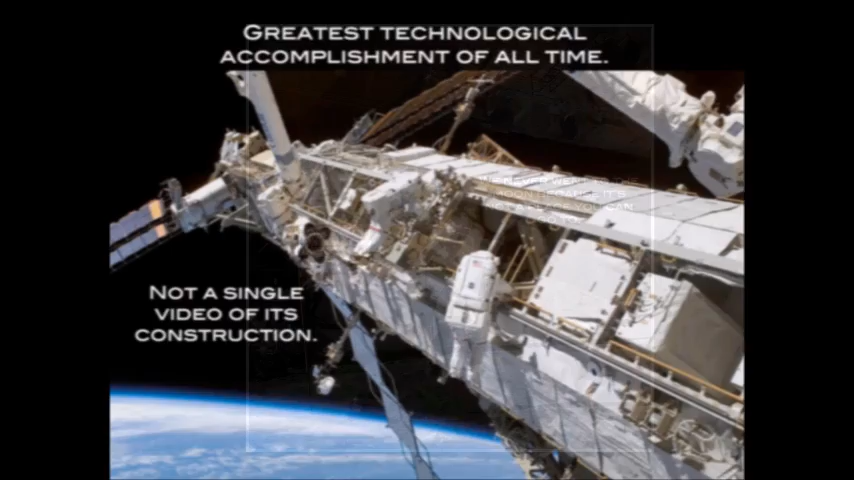 GREATEST TECHNOLOGICAL
ACCOMPLISHMENT OF ALL TIME.
NOT A SINGLE
VIDEO OF ITS
CONSTRUCTION.